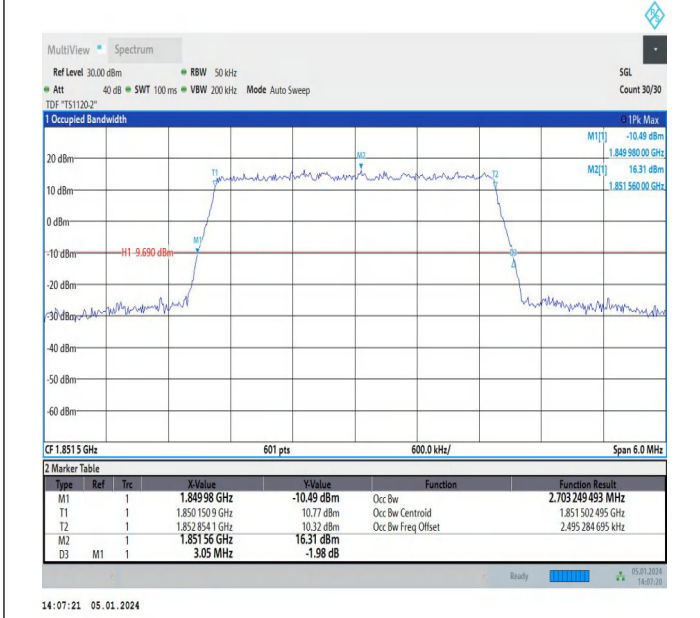 MultiView Spectrum
Ref Level 30.00 dBm RBW 50 kHz SGL
Att 40 dB SWT 100 ms VBW 200 kHz Mode Auto Sweep Count 30/30
TDF "TS1120-2"
1 Occupied Bandwidth 1Pk Max
M1[1] -10.49 dBm
1.849 980 00 GHz
20 dBm M2 M2[1] 16.31 dBm
T1 T2 1.851 560 00 GHz
10 dBm
0 dBm
M1
-10 dBm H1 -9.690 dBm D3
-20 dBm
-30 dBm
-40 dBm
-50 dBm
-60 dBm
CF 1.851 5 GHz 601 pts 600.0 kHz/ Span 6.0 MHz
2 Marker Table
Type Ref Trc X-Value Y-Value Function Function Result
M1 1 1.849 98 GHz -10.49 dBm Occ Bw 2.703 249 493 MHz
T1 1 1.850 150 9 GHz 10.77 dBm Occ Bw Centroid 1.851 502 495 GHz
T2 1 1.852 854 1 GHz 10.32 dBm Occ Bw Freq Offset 2.495 284 695 kHz
M2 1 1.851 56 GHz 16.31 dBm
D3 M1 1 3.05 MHz -1.98 dB
Ready 05.01.2024
14:07:20
14:07:21 05.01.2024